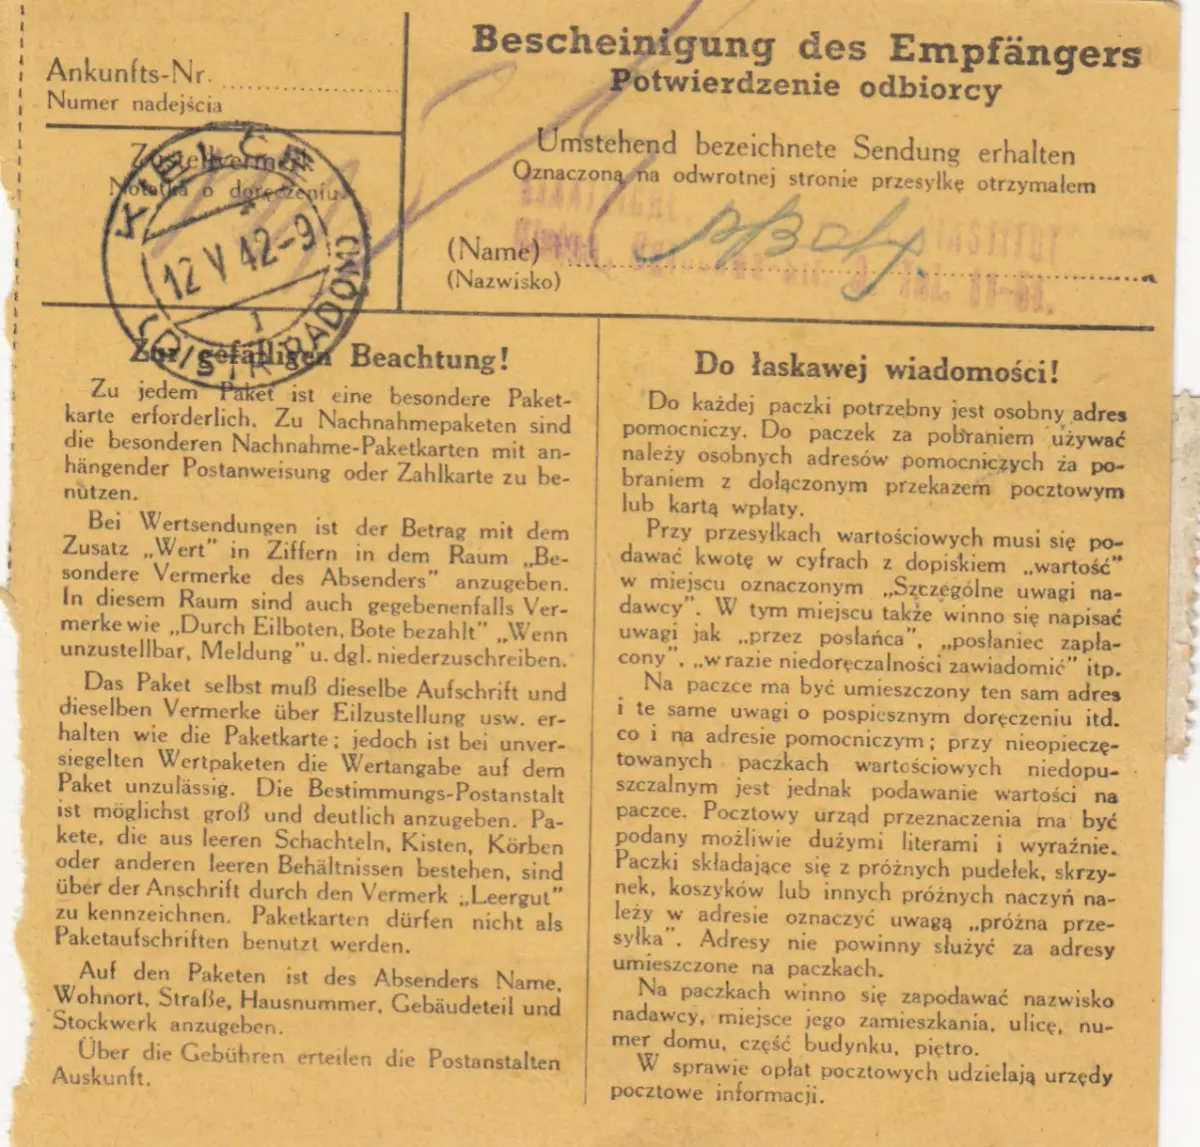 Ankunfts-Nr.
Numer nadejścia
Zustellvermerk
Notatka o doręczeniu
KIELCE
12 V 42-9
1
(DISTR RADOM)
Bescheinigung des Empfängers
Potwierdzenie odbiorcy
Umstehend bezeichnete Sendung erhalten
Oznaczoną na odwrotnej stronie przesyłkę otrzymałem
(Name)
(Nazwisko)
Zur gefälligen Beachtung!
Zu jedem Paket ist eine besondere Paket-
karte erforderlich. Zu Nachnahmepaketen sind
die besonderen Nachnahme-Paketkarten mit an-
hängender Postanweisung oder Zahlkarte zu be-
nützen.
Bei Wertsendungen ist der Betrag mit dem
Zusatz „Wert" in Ziffern in dem Raum „Be-
sondere Vermerke des Absenders" anzugeben.
In diesem Raum sind auch gegebenenfalls Ver-
merke wie „Durch Eilboten, Bote bezahlt" „Wenn
unzustellbar, Meldung" u. dgl. niederzuschreiben.
Das Paket selbst muß dieselbe Aufschrift und
dieselben Vermerke über Eilzustellung usw. er-
halten wie die Paketkarte; jedoch ist bei unver-
siegelten Wertpaketen die Wertangabe auf dem
Paket unzulässig. Die Bestimmungs-Postanstalt
ist möglichst groß und deutlich anzugeben. Pa-
kete, die aus leeren Schachteln, Kisten, Körben
oder anderen leeren Behältnissen bestehen, sind
über der Anschrift durch den Vermerk „Leergut"
zu kennzeichnen. Paketkarten dürfen nicht als
Paketaufschriften benutzt werden.
Auf den Paketen ist des Absenders Name,
Wohnort, Straße, Hausnummer, Gebäudeteil und
Stockwerk anzugeben.
Über die Gebühren erteilen die Postanstalten
Auskunft.
Do łaskawej wiadomości!
Do każdej paczki potrzebny jest osobny adres
pomocniczy. Do paczek za pobraniem używać
należy osobnych adresów pomocniczych za po-
braniem z dołączonym przekazem pocztowym
lub kartą wpłaty.
Przy przesyłkach wartościowych musi się po-
dawać kwotę w cyfrach z dopiskiem „wartość"
w miejscu oznaczonym „Szczególne uwagi na-
dawcy". W tym miejscu także winno się napisać
uwagi jak „przez posłańca", „posłaniec zapła-
cony", „w razie niedoręczalności zawiadomić" itp.
Na paczce ma być umieszczony ten sam adres
i te same uwagi o pospiesznym doręczeniu itd.
co i na adresie pomocniczym; przy nieopieczę-
towanych paczkach wartościowych niedopu-
szczalnym jest jednak podawanie wartości na
paczce. Pocztowy urząd przeznaczenia ma być
podany możliwie dużymi literami i wyraźnie.
Paczki składające się z próżnych pudełek, skrzy-
nek, koszyków lub innych próżnych naczyń na-
leży w adresie oznaczyć uwagą „próżna prze-
syłka". Adresy nie powinny służyć za adresy
umieszczone na paczkach.
Na paczkach winno się zapodawać nazwisko
nadawcy, miejsce jego zamieszkania, ulicę, nu-
mer domu, część budynku, piętro.
W sprawie opłat pocztowych udzielają urzędy
pocztowe informacji.